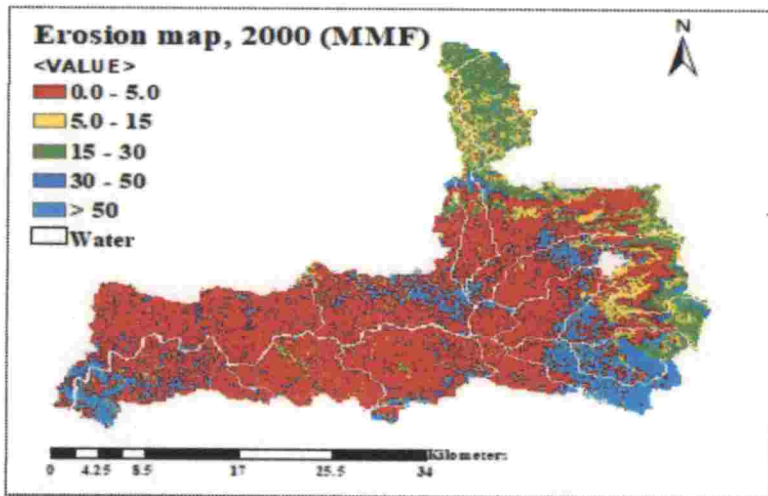 Erosion map, 2000 (MMF)
<VALUE>
0.0 - 5.0
5.0 - 15
15 - 30
30 - 50
> 50
Water
N
Kilometers
0 4.25 8.5 17 25.5 34